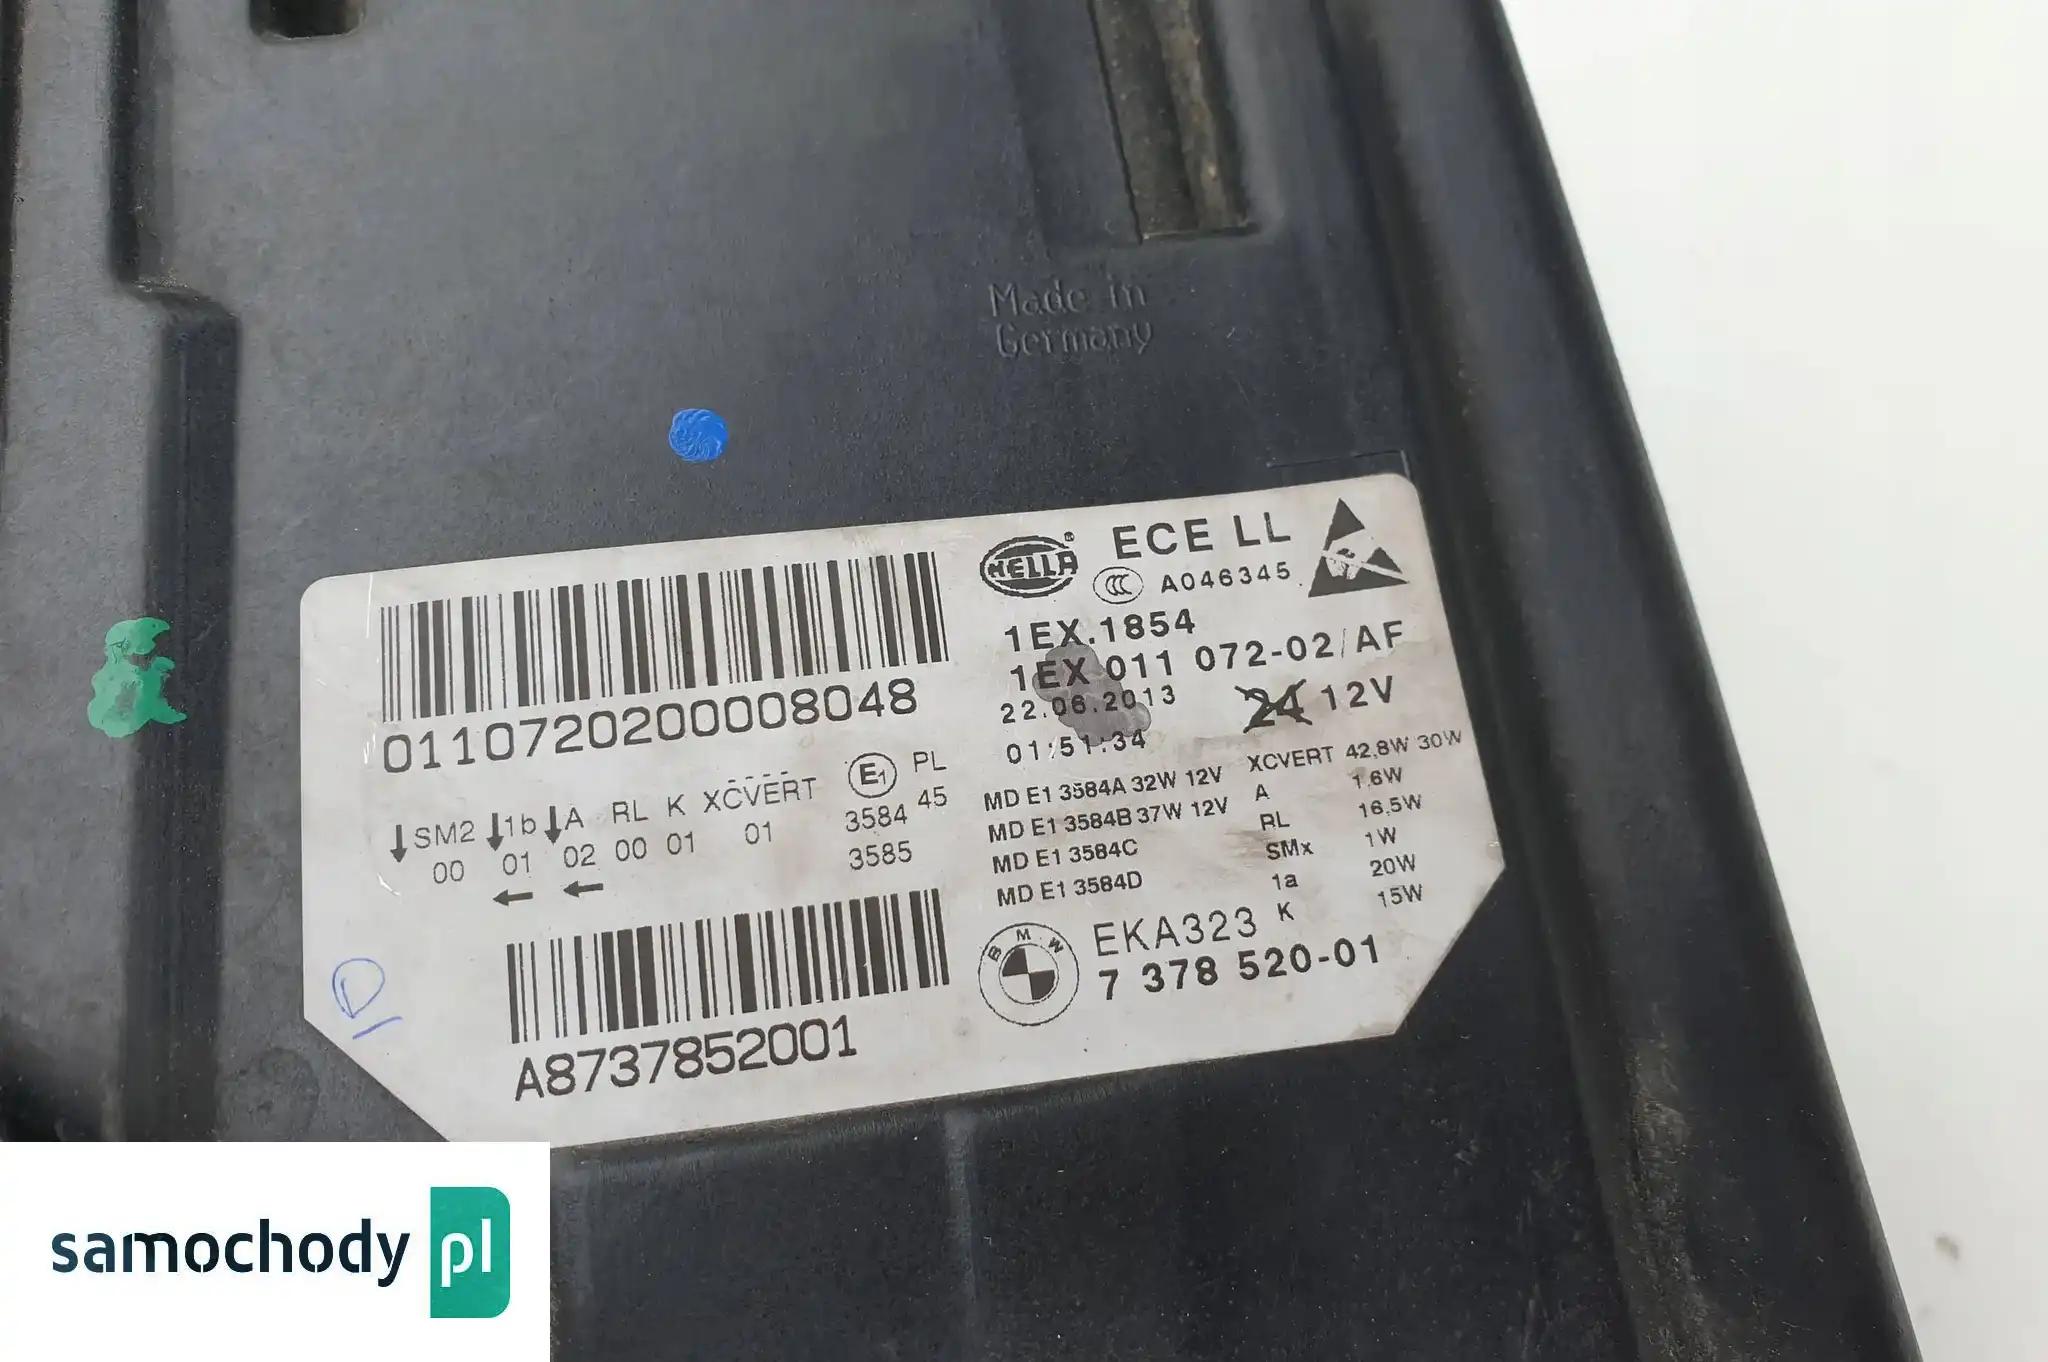 Made in
Germany
HELLA® ECE LL
CCC A046345
1EX.1854
1EX 011 072-02/AF
22.06.2013 24 12V
01:51:34
01107202000008048
SM2 1b A RL K XCVERT E1 PL
00 01 02 00 01 01 3584 45
3585
MD E1 3584A 32W 12V XCVERT 42,8W 30W
MD E1 3584B 37W 12V A 1.6W
MD E1 3584C RL 16,5W
MD E1 3584D SMx 1W
1a 20W
K 15W
BMW EKA323
7 378 520-01
A8737852001
D
samochody pl